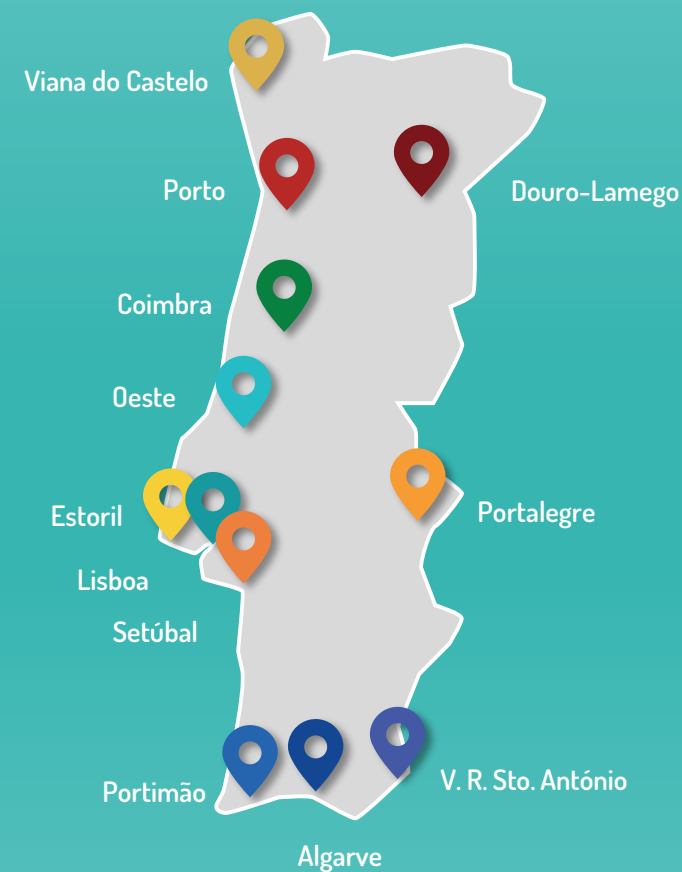 Viana do Castelo
Porto
Douro-Lamego
Coimbra
Oeste
Estoril
Portalegre
Lisboa
Setúbal
Portimão
V. R. Sto. António
Algarve